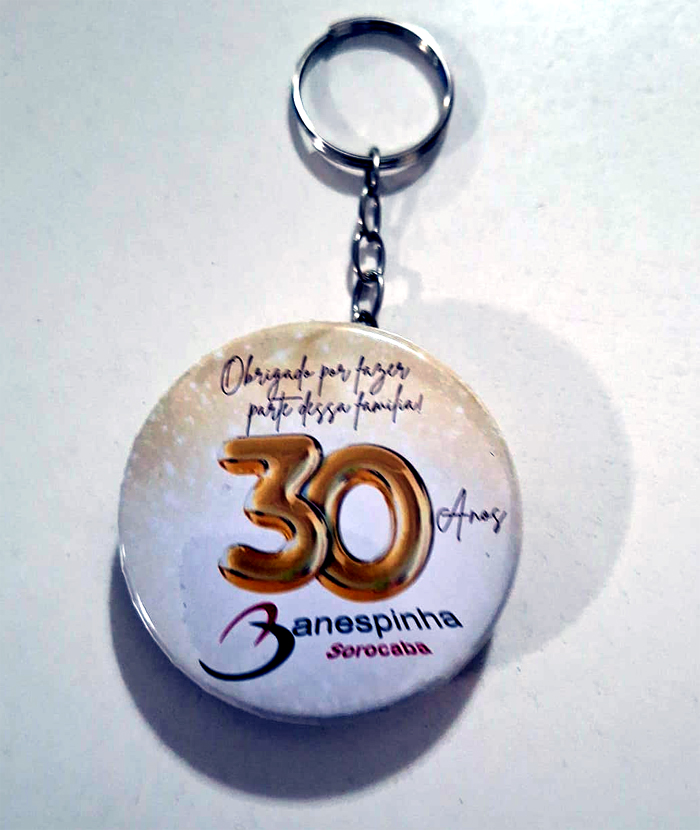 Obrigado por fazer
parte dessa família!
30 Anos
Banespinha
Sorocaba